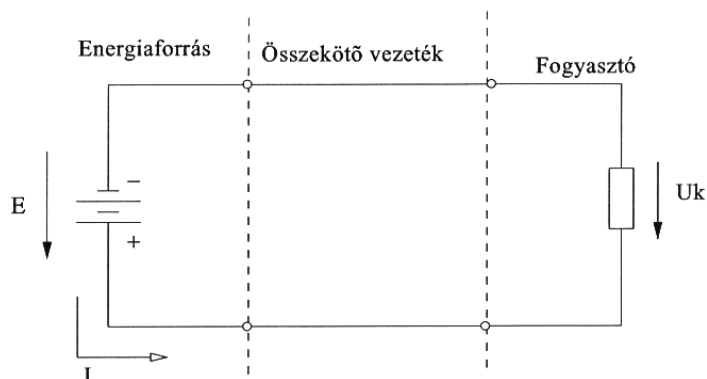 Energiaforrás
Összekötõ vezeték
Fogyasztó
−
E
Uk
+
I